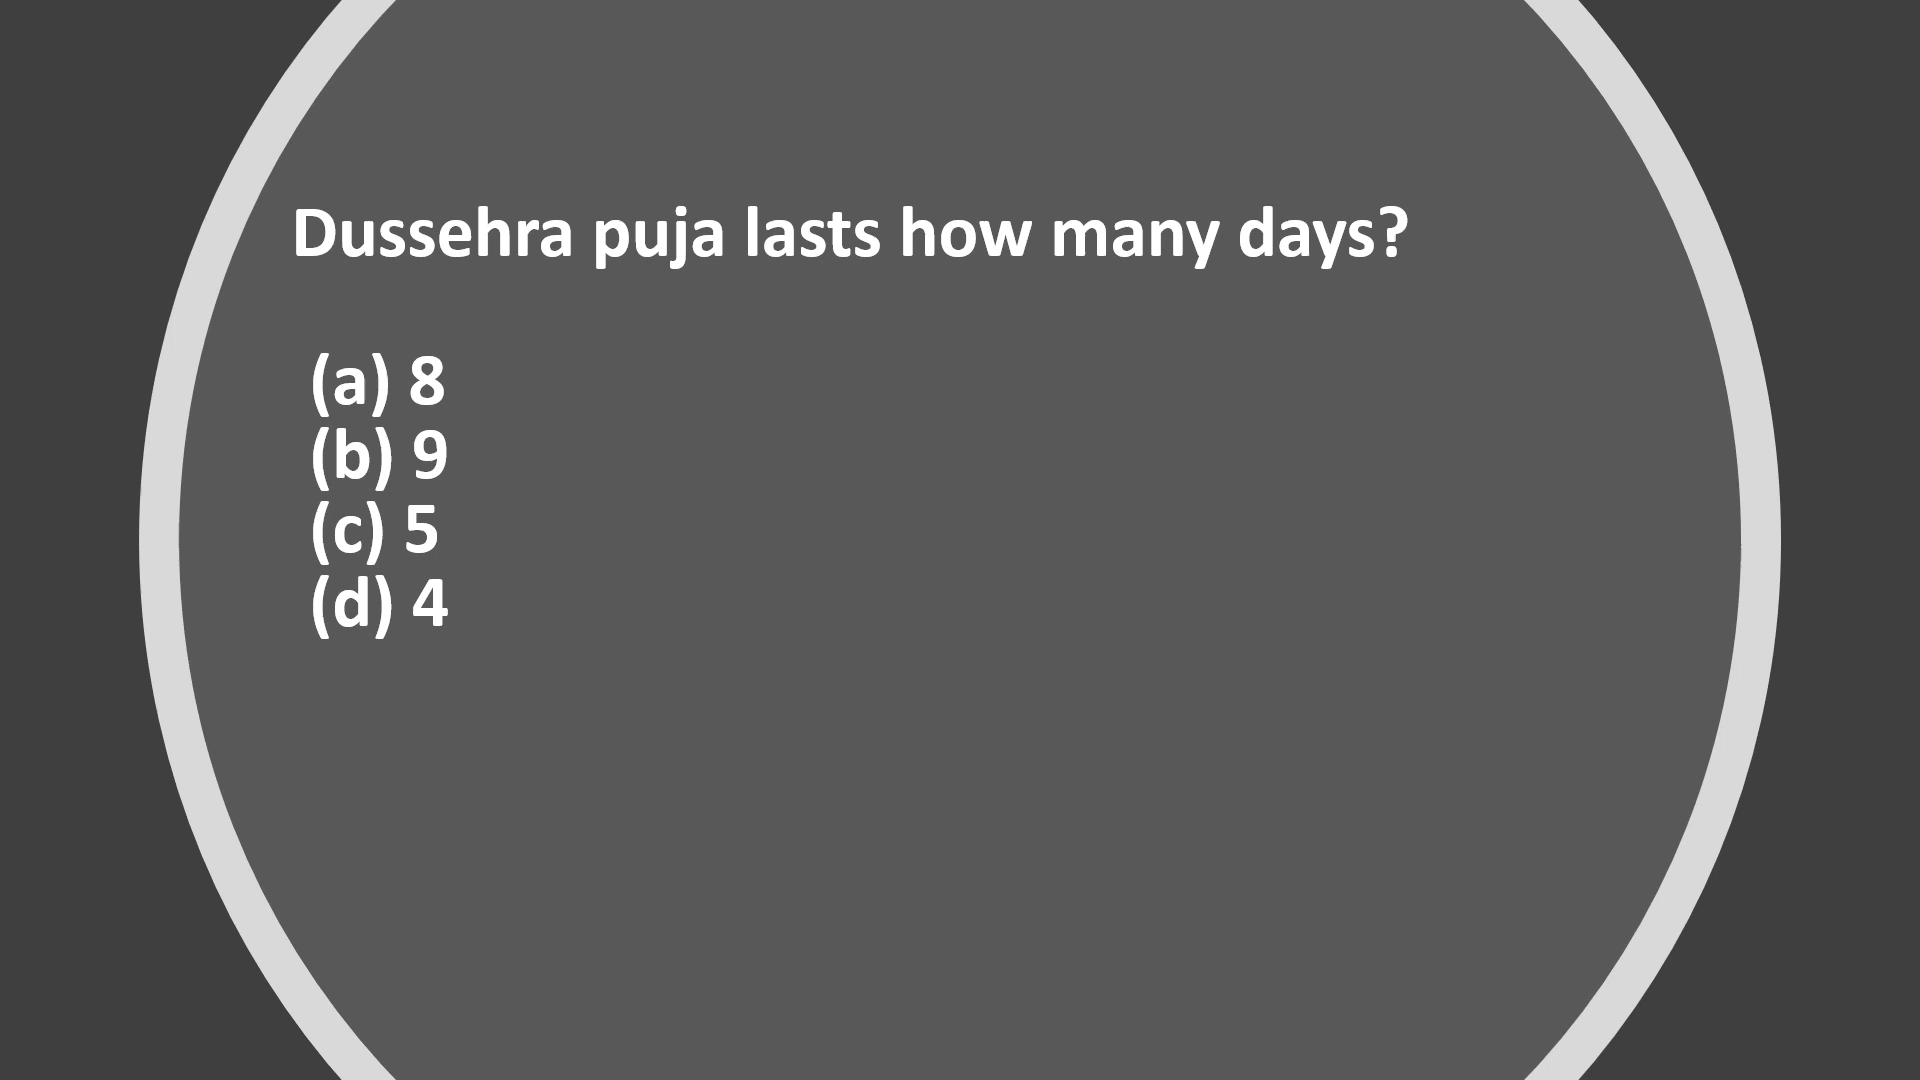 Dussehra puja lasts how many days?
(a) 8
(b) 9
(c) 5
(d) 4